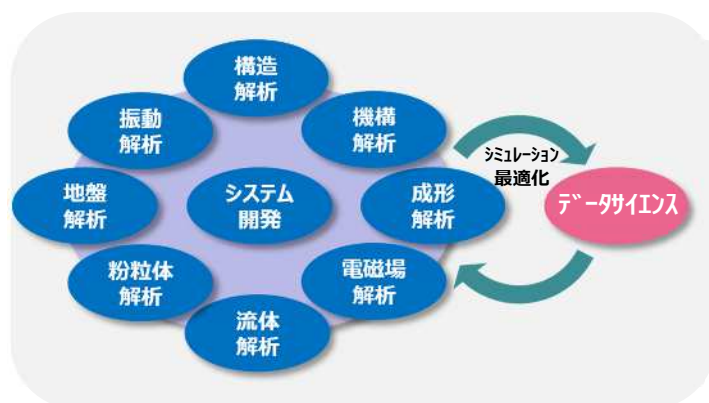 構造
解析
振動
解析
機構
解析
シミュレーション
最適化
地盤
解析
システム
開発
成形
解析
データサイエンス
粉粒体
解析
電磁場
解析
流体
解析